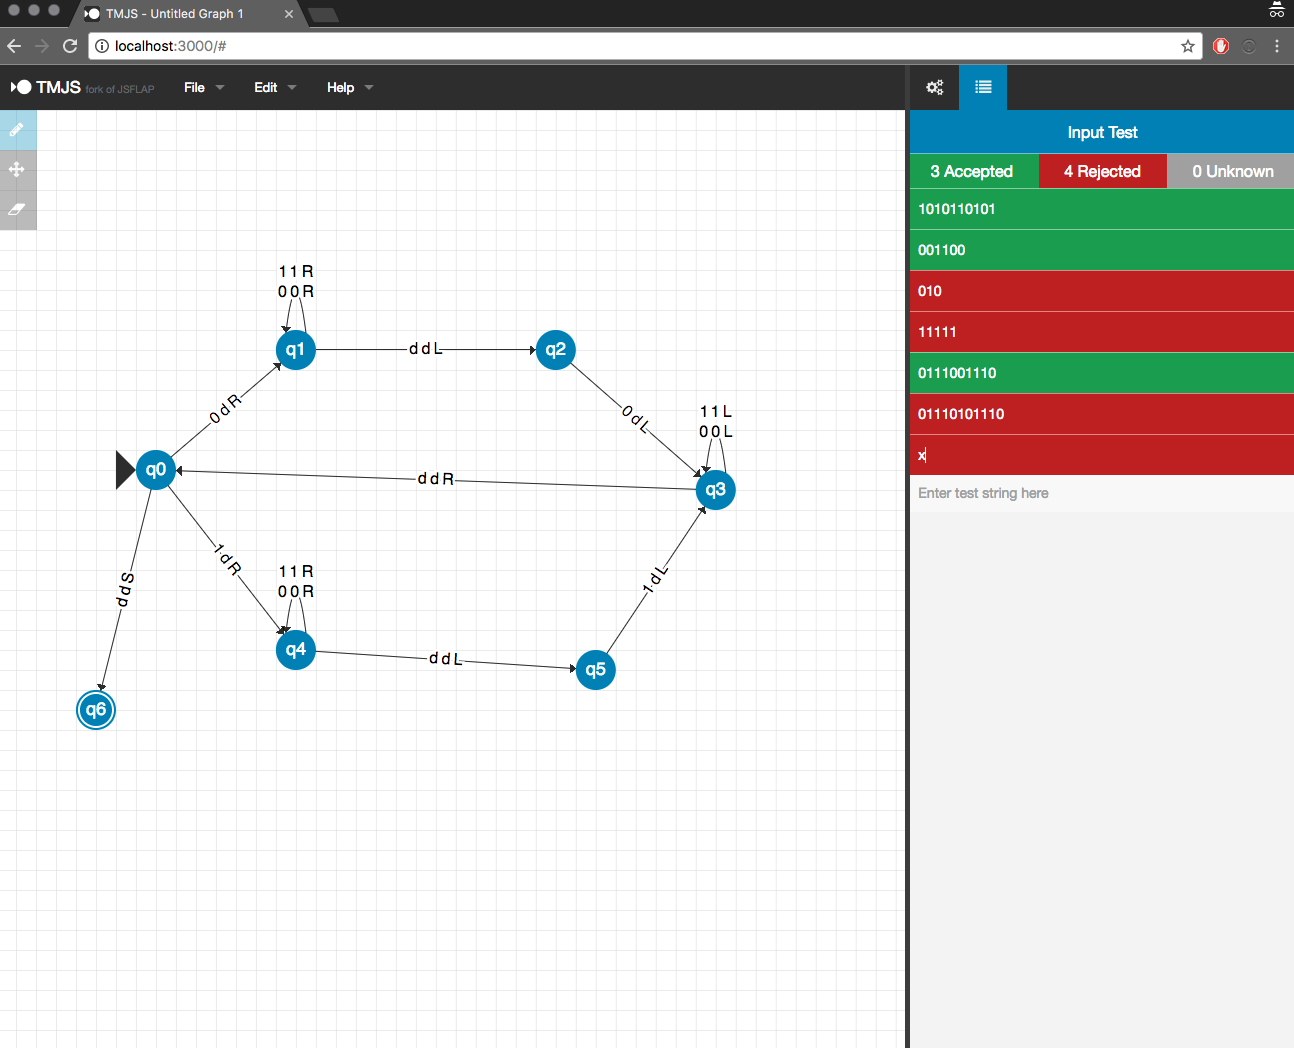 TMJS - Untitled Graph 1
localhost:3000/#
TMJS fork of JSFLAP File Edit Help
Input Test
3 Accepted 4 Rejected 0 Unknown
1010110101
001100
010
11111
0111001110
01110101110
x
Enter test string here
1 1 R
0 0 R
q1
d d L
q2
0 d R
0 d L
1 1 L
0 0 L
q0
d d R
q3
1 d R
1 1 R
0 0 R
1 d L
d d S
q4
d d L
q5
q6